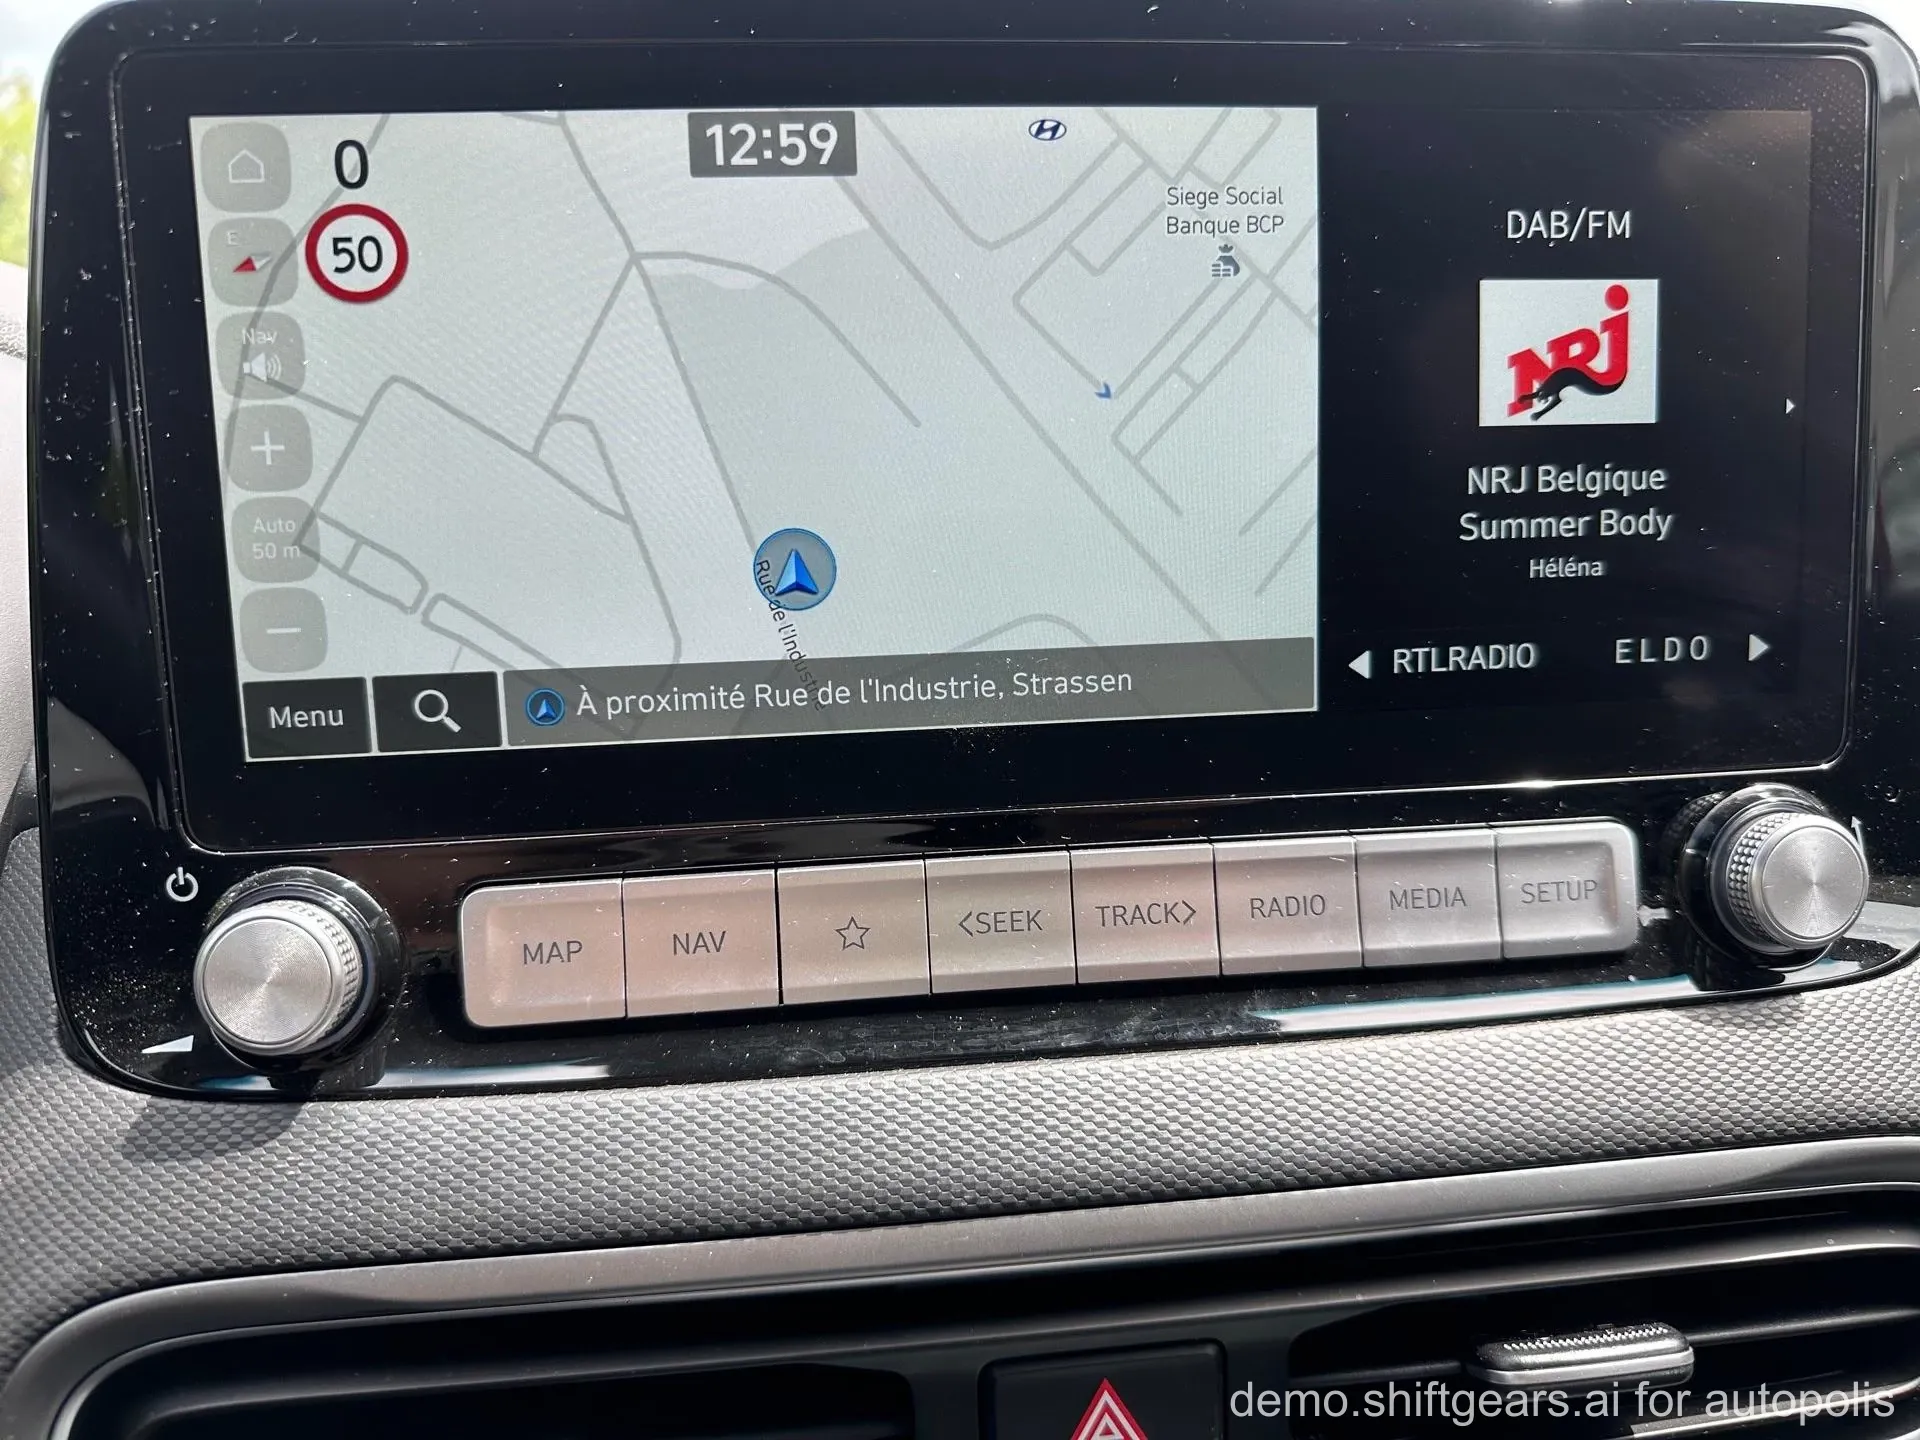 0
12:59
50
E
Nav
Auto
50 m
Siege Social
Banque BCP
Rue de l'Industrie
Menu
À proximité Rue de l'Industrie, Strassen
DAB/FM
NRJ
NRJ Belgique
Summer Body
Héléna
RTLRADIO
ELDO
MAP
NAV
<SEEK
TRACK>
RADIO
MEDIA
SETUP
demo.shiftgears.ai for autopolis